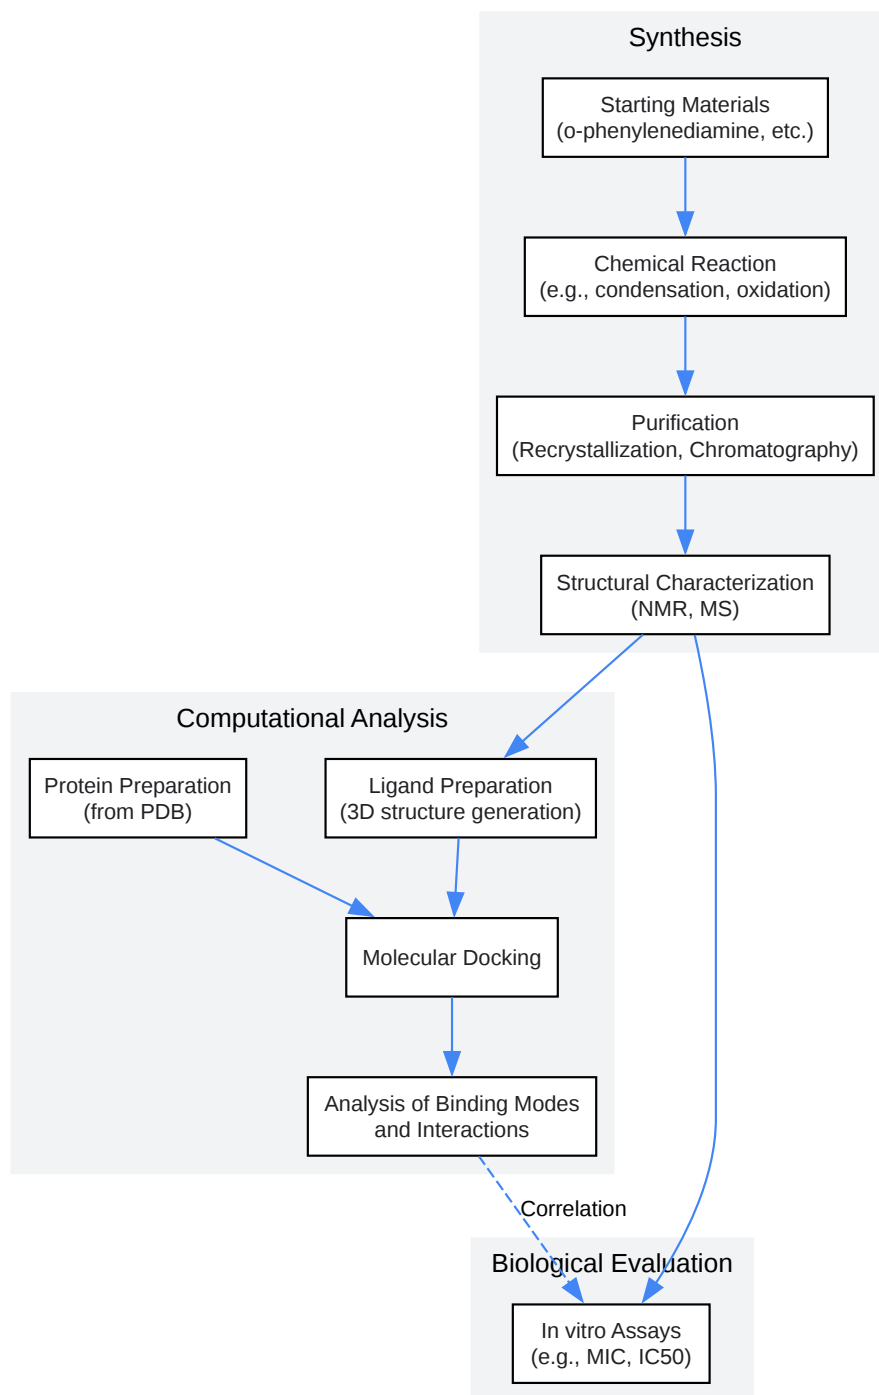 Synthesis
Starting Materials
(o-phenylenediamine, etc.)
Chemical Reaction
(e.g., condensation, oxidation)
Purification
(Recrystallization, Chromatography)
Structural Characterization
(NMR, MS)
Computational Analysis
Protein Preparation
(from PDB)
Ligand Preparation
(3D structure generation)
Molecular Docking
Analysis of Binding Modes
and Interactions
Correlation
Biological Evaluation
In vitro Assays
(e.g., MIC, IC50)